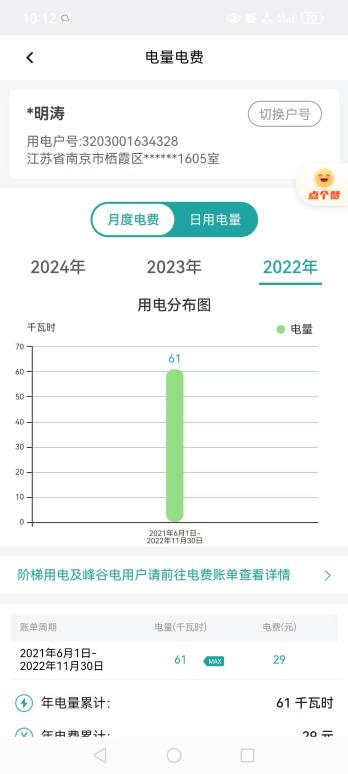 10:12
电量电费
*明涛
切换户号
用电户号:3203001634328
江苏省南京市栖霞区******1605室
点个赞
月度电费 日用电量
2024年 2023年 2022年
用电分布图
千瓦时 电量
70
61
60
50
40
30
20
10
0
2021年6月1日-
2022年11月30日
阶梯用电及峰谷电用户请前往电费账单查看详情
账单周期 电量(千瓦时) 电费(元)
2021年6月1日-
2022年11月30日
61 MAX 29
年电量累计: 61 千瓦时
年电费累计: 29 元